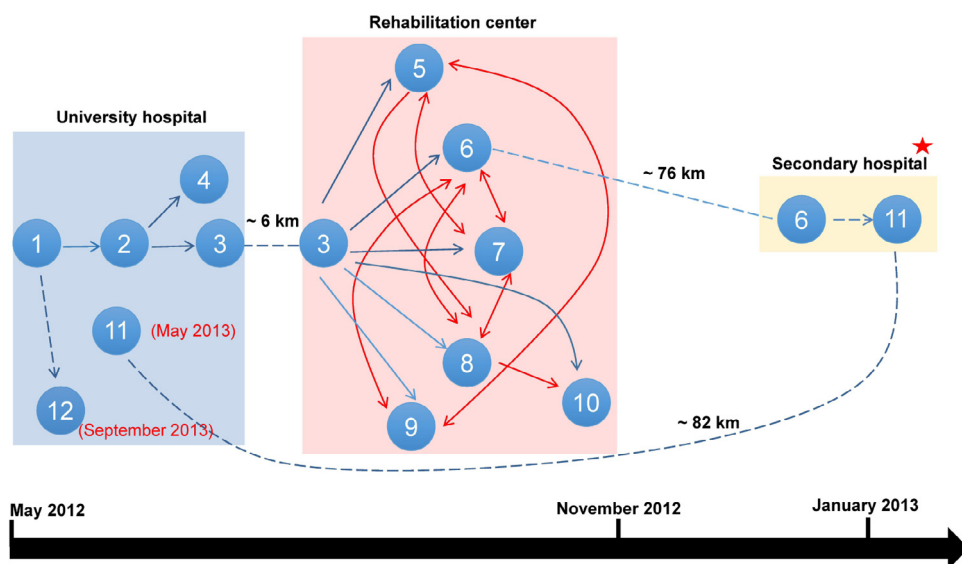 Rehabilitation center
University hospital
Secondary hospital
5
6
4
~ 76 km
~ 6 km
1
2
3
3
7
6
11
11
(May 2013)
8
12
(September 2013)
9
10
~ 82 km
May 2012
November 2012
January 2013